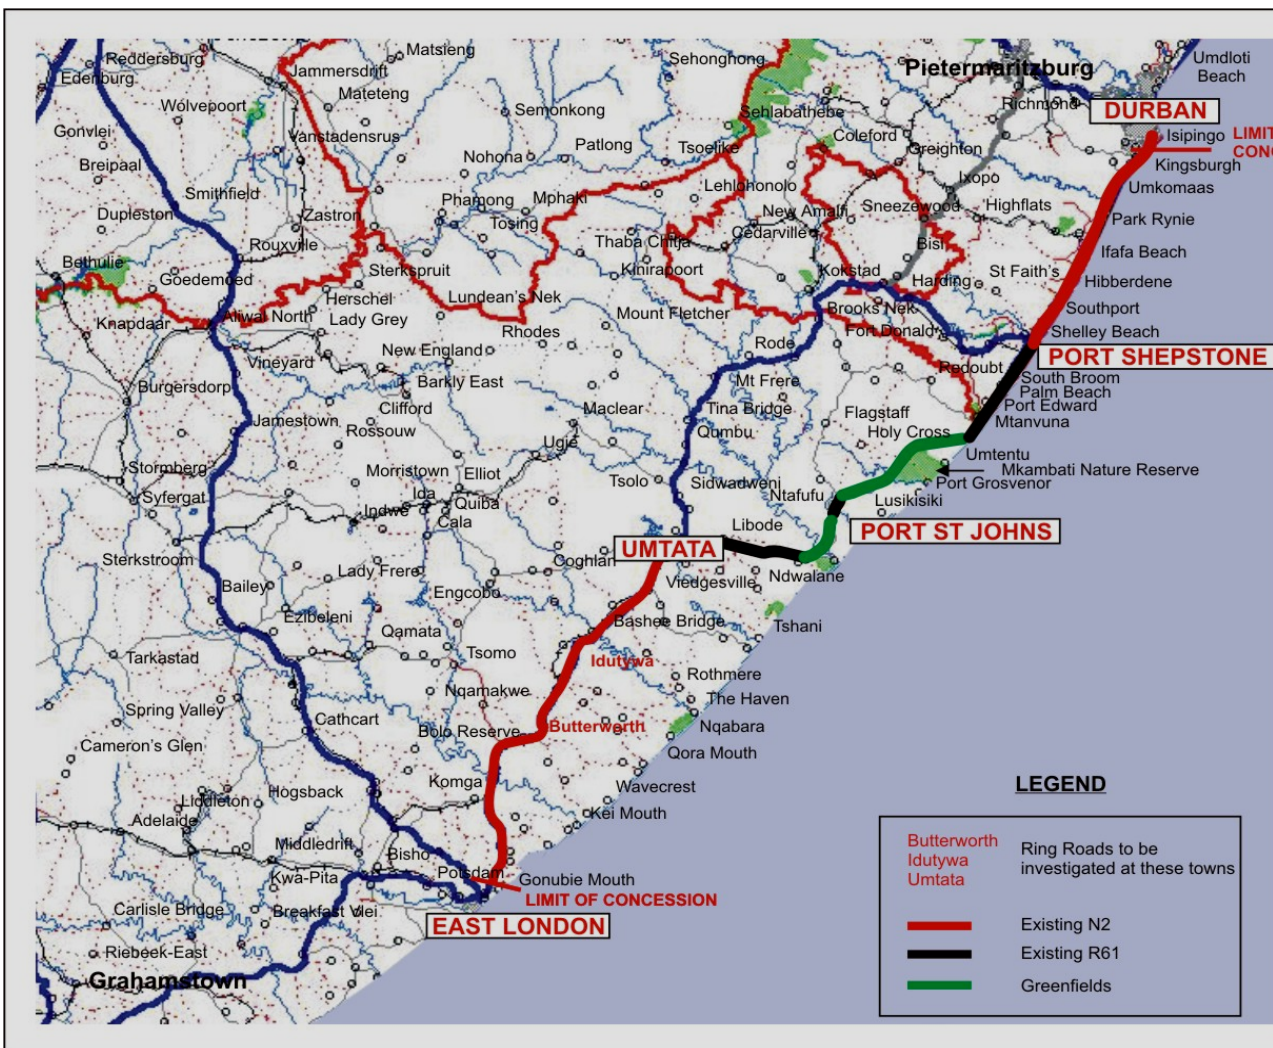 Reddersburg
Edenburg
Matsieng
Jammersdrift
Mateteng
Wolvepoort
Vanstadensrus
Gonvlei
Breipaal
Smithfield
Dupleston
Zastron
Rouxville
Bethulie
Goedemoed
Sterkspruit
Herschel
Lady Grey
Knapdaar
Aliwal North
Semonkong
Sehonghong
Sehlabathebe
Patlong
Nohona
Tsoelike
Mphaki
Phamong
Tosing
Lehlohonolo
Thaba Chitja
Kinirapoort
Lundean's Nek
Rhodes
Mount Fletcher
Pietermaritzburg
Umdloti
Beach
Richmond
DURBAN
Isipingo
LIMIT
CONC
Kingsburgh
Coleford
Creighton
Ixopo
Umkomaas
New Amalfi
Sneezewood
Highflats
Park Rynie
Cedarville
Bisi
Ifafa Beach
Kokstad
Harding
St Faith's
Hibberdene
Brooks Nek
Southport
Fort Donald
Shelley Beach
Rode
Redoubt
PORT SHEPSTONE
South Broom
Palm Beach
Port Edward
Mtanvuna
Vineyard
New England
Barkly East
Burgersdorp
Clifford
Jamestown
Rossouw
Maclear
Ugie
Mt Frere
Tina Bridge
Qumbu
Flagstaff
Holy Cross
Umtentu
Mkambati Nature Reserve
Port Grosvenor
Stormberg
Syfergat
Morristown
Elliot
Ida
Quiba
Indwe
Cala
Tsolo
Sidwadweni
Ntafufu
Lusikisiki
Libode
PORT ST JOHNS
UMTATA
Sterkstroom
Lady Frere
Coghlan
Viedgesville
Ndwalane
Bailey
Engcobo
Ezibeleni
Bashee Bridge
Tshani
Qamata
Tarkastad
Tsomo
Idutywa
Rothmere
Nqamakwe
The Haven
Spring Valley
Cathcart
Butterworth
Nqabara
Bolo Reserve
Qora Mouth
Cameron's Glen
Komga
Wavecrest
Hogsback
Liddleton
Kei Mouth
Adelaide
Middledrift
Bisho
Potsdam
Kwa-Pita
Gonubie Mouth
LIMIT OF CONCESSION
Carlisle Bridge
Breakfast Vlei
EAST LONDON
Riebeek-East
Grahamstown
LEGEND
Butterworth
Idutywa
Umtata
Ring Roads to be
investigated at these towns
Existing N2
Existing R61
Greenfields